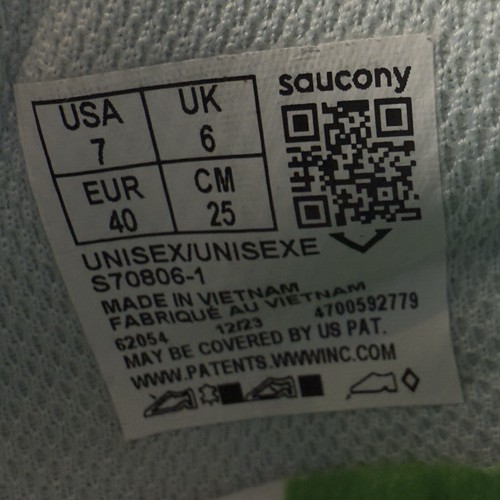 saucony
USA 7 UK 6
EUR 40 CM 25
UNISEX/UNISEXE
S70806-1
MADE IN VIETNAM
FABRIQUÉ AU VIETNAM
62054 12/23 4700592779
MAY BE COVERED BY US PAT.
WWW.PATENTS.WWWINC.COM